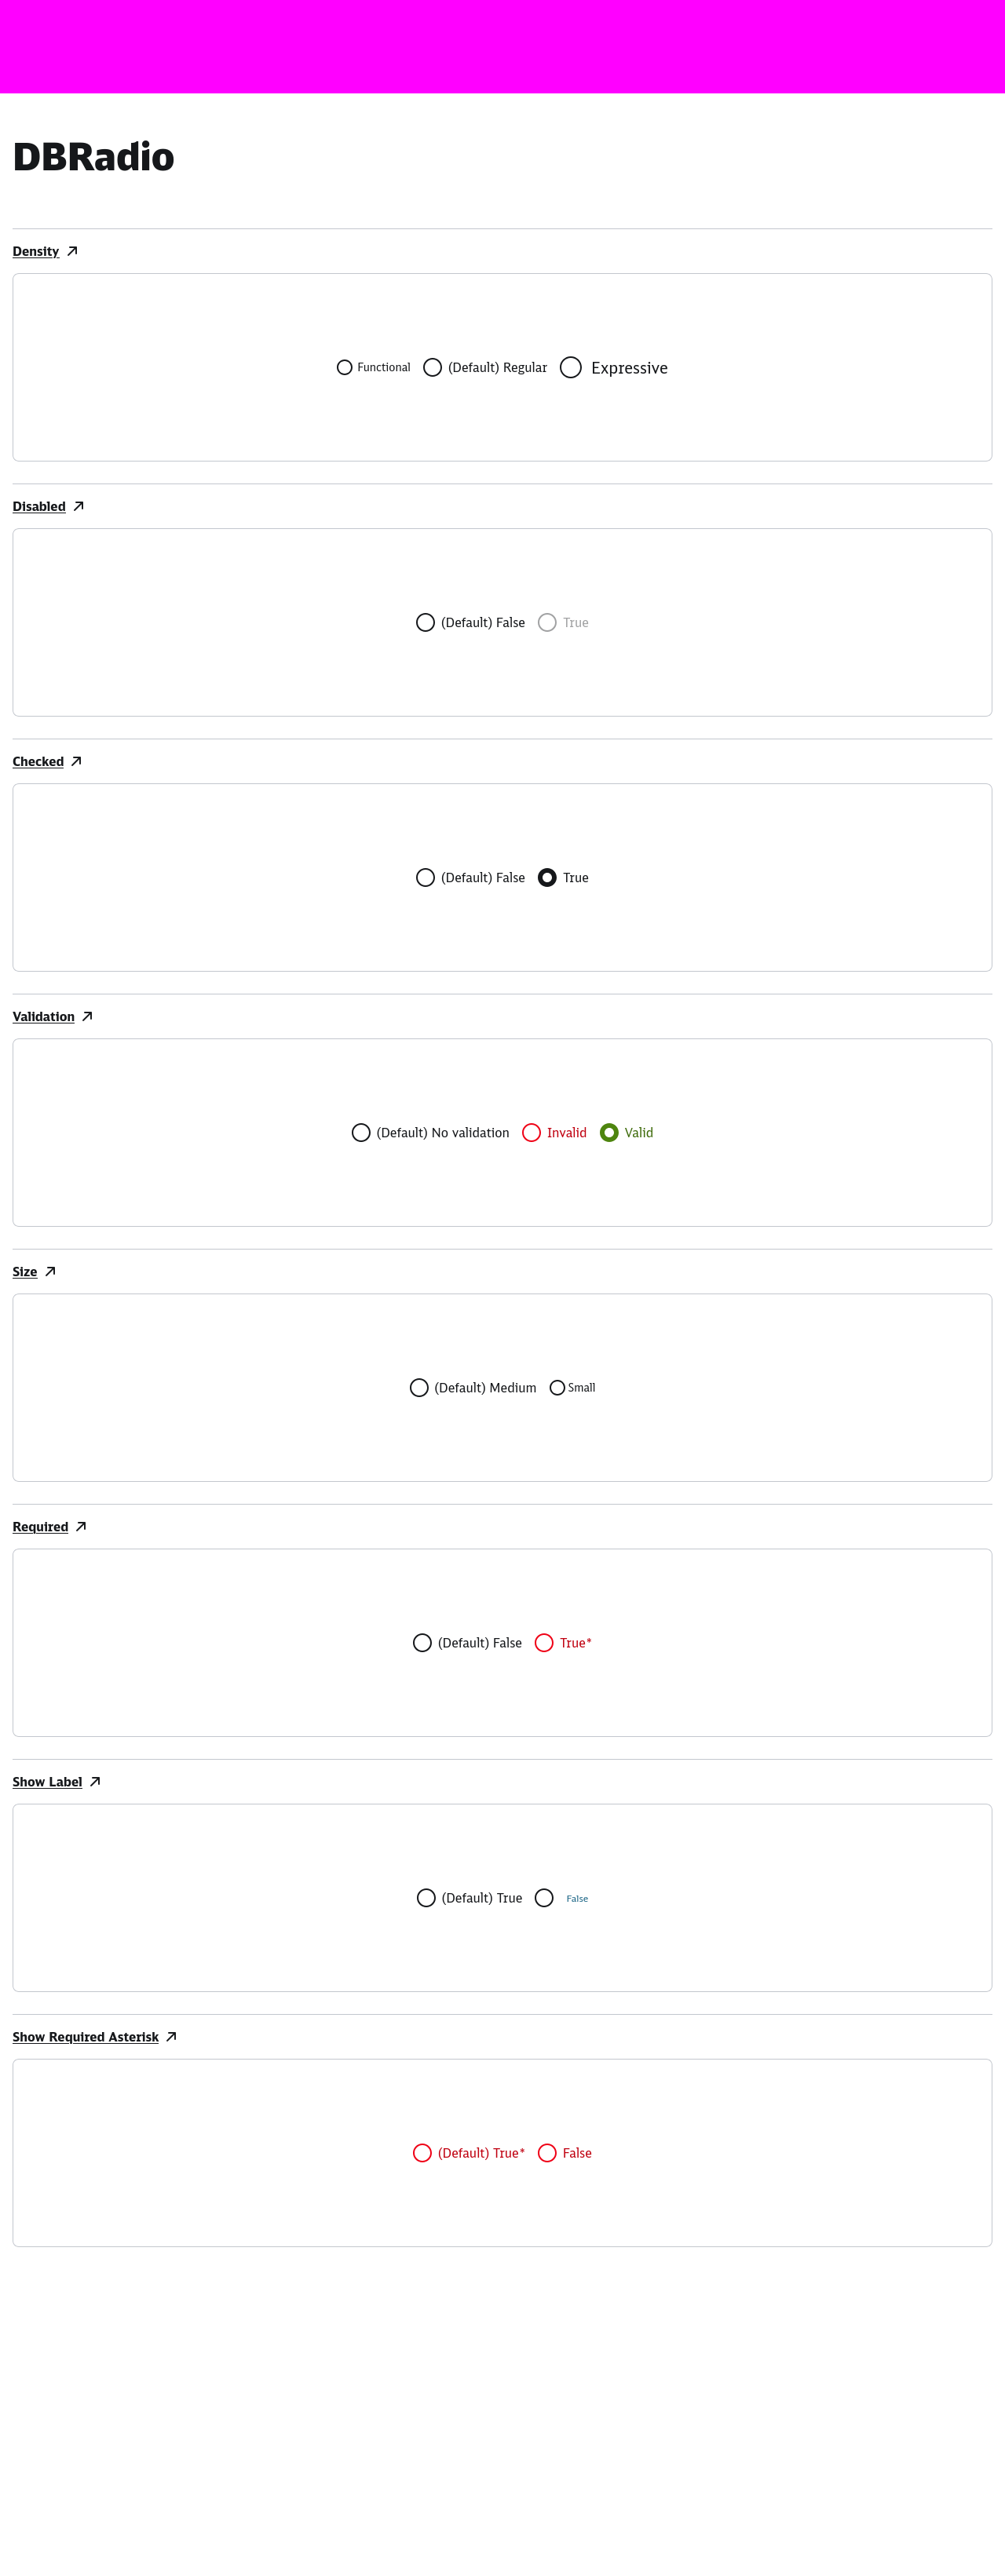 DBRadio
Density
Functional (Default) Regular Expressive
Disabled
(Default) False True
Checked
(Default) False True
Validation
(Default) No validation Invalid Valid
Size
(Default) Medium Small
Required
(Default) False True*
Show Label
(Default) True False
Show Required Asterisk
(Default) True* False